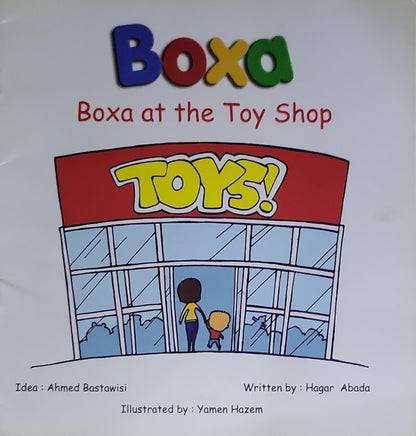 Boxa
Boxa at the Toy Shop
TOYS!
Idea : Ahmed Bastawisi
Written by : Hagar Abada
Illustrated by : Yamen Hazem